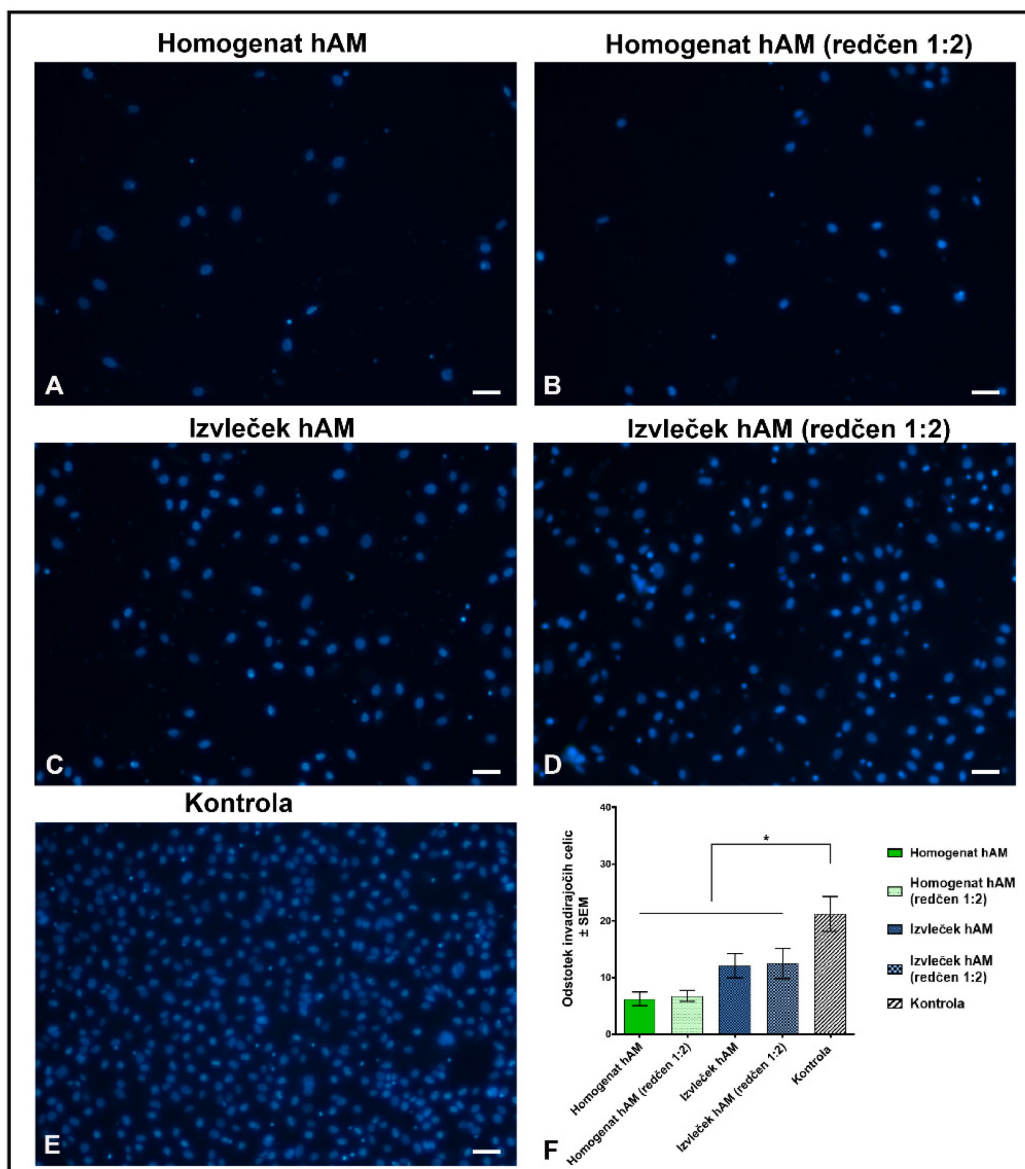 Homogenat hAM
Homogenat hAM (redčen 1:2)
A
B
Izvleček hAM
Izvleček hAM (redčen 1:2)
C
D
Kontrola
E
Odstotek invadirajočih celic
± SEM
40
30
20
10
0
*
Homogenat hAM
Homogenat hAM (redčen 1:2)
Izvleček hAM
Izvleček hAM (redčen 1:2)
Kontrola
Homogenat hAM
Homogenat hAM
(redčen 1:2)
Izvleček hAM
Izvleček hAM
(redčen 1:2)
Kontrola
F